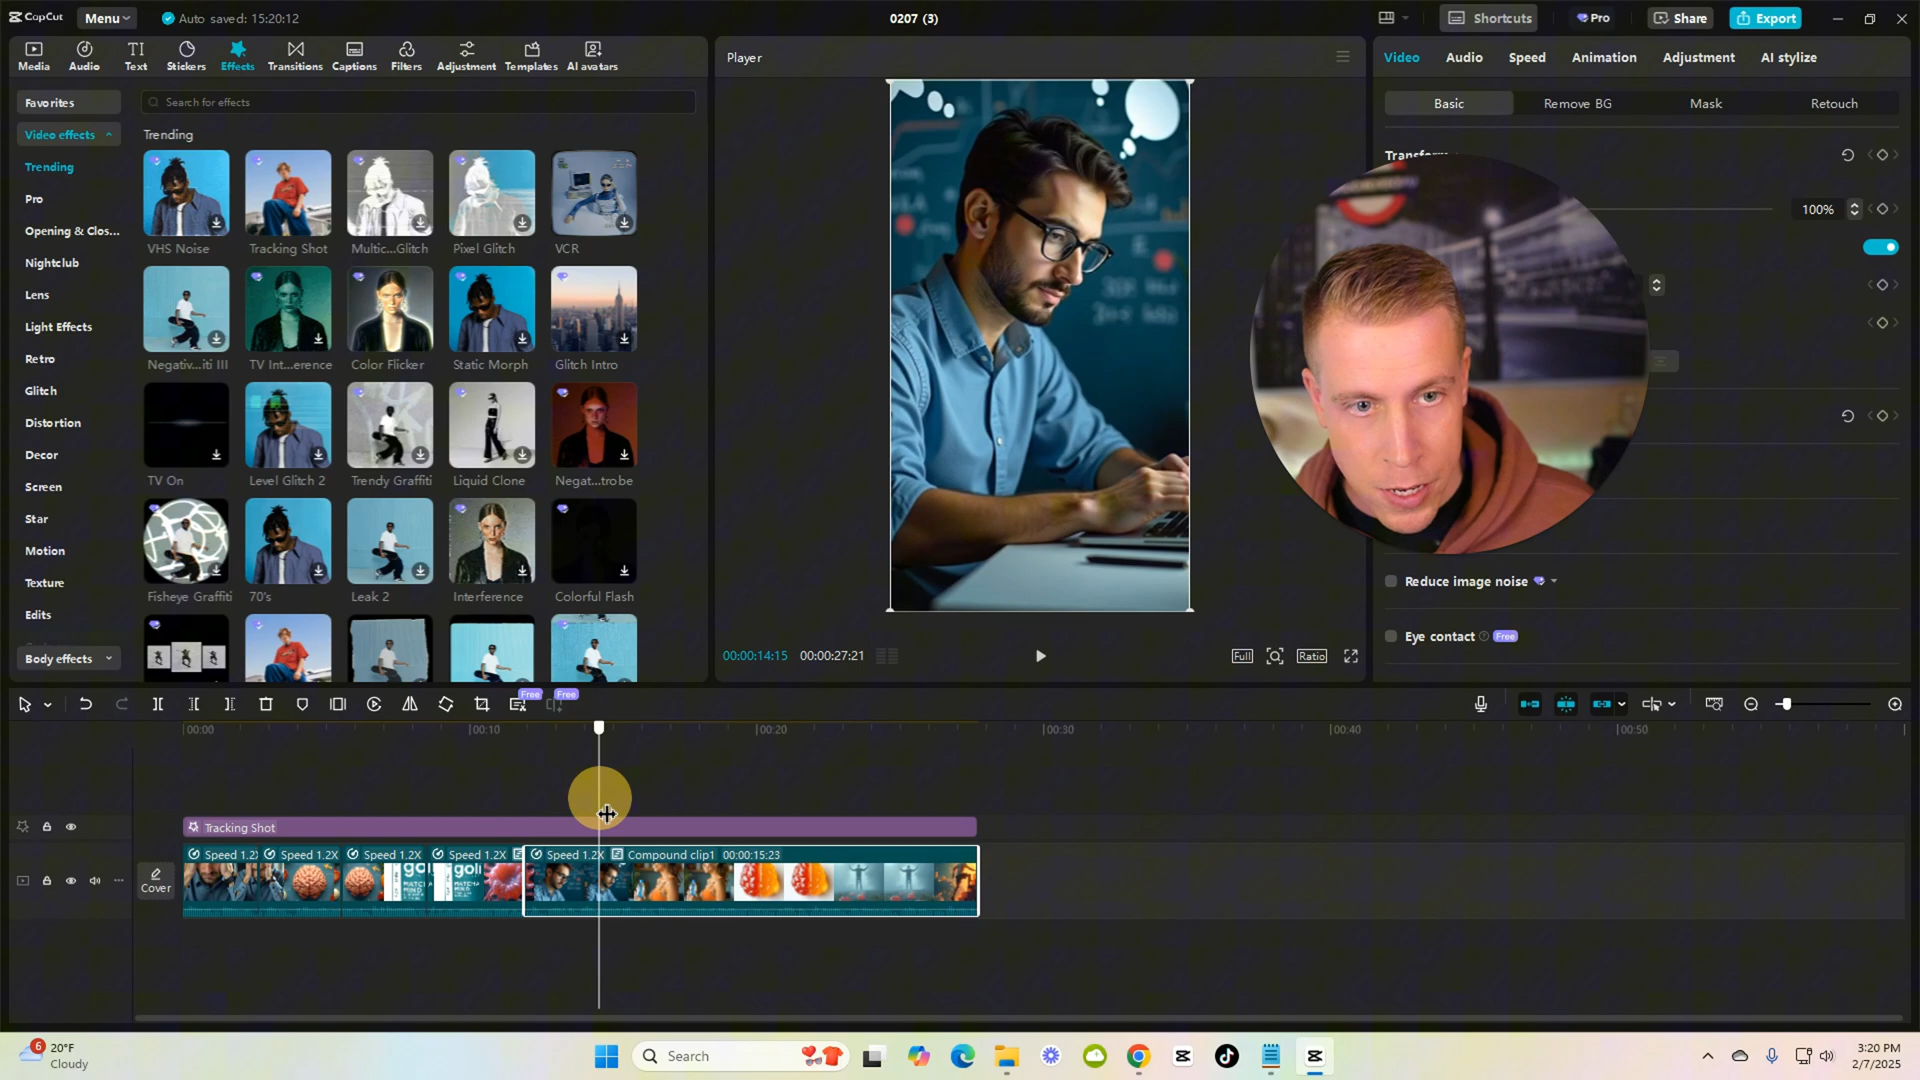 CapCut
Menu
Auto saved: 15:20:12
0207 (3)
Shortcuts
Pro
Share
Export
Media
Audio
Text
Stickers
Effects
Transitions
Captions
Filters
Adjustment
Templates
AI avatars
Player
Video
Audio
Speed
Animation
Adjustment
AI stylize
Favorites
Search for effects
Basic
Remove BG
Mask
Retouch
Video effects
Trending
Transform
Trending
Pro
Opening & Clos...
Nightclub
Lens
Light Effects
Retro
Glitch
Distortion
Decor
Screen
Star
Motion
Texture
Edits
Body effects
VHS Noise
Tracking Shot
Multic...Glitch
Pixel Glitch
VCR
Negativ...iti III
TV Int...erence
Color Flicker
Static Morph
Glitch Intro
TV On
Level Glitch 2
Trendy Graffiti
Liquid Clone
Negat...trobe
Fisheye Graffiti
70's
Leak 2
Interference
Colorful Flash
100%
Reduce image noise
Eye contact
Free
00:00:14:15
00:00:27:21
Full
Ratio
Free
Free
00:00
00:10
00:20
00:30
00:40
00:50
Tracking Shot
Cover
Speed 1.2X
Speed 1.2X
Speed 1.2X
Speed 1.2X
Speed 1.2X
Compound clip1
00:00:15:23
goli
MATCHA
MIND
6
20°F
Cloudy
Search
3:20 PM
2/7/2025